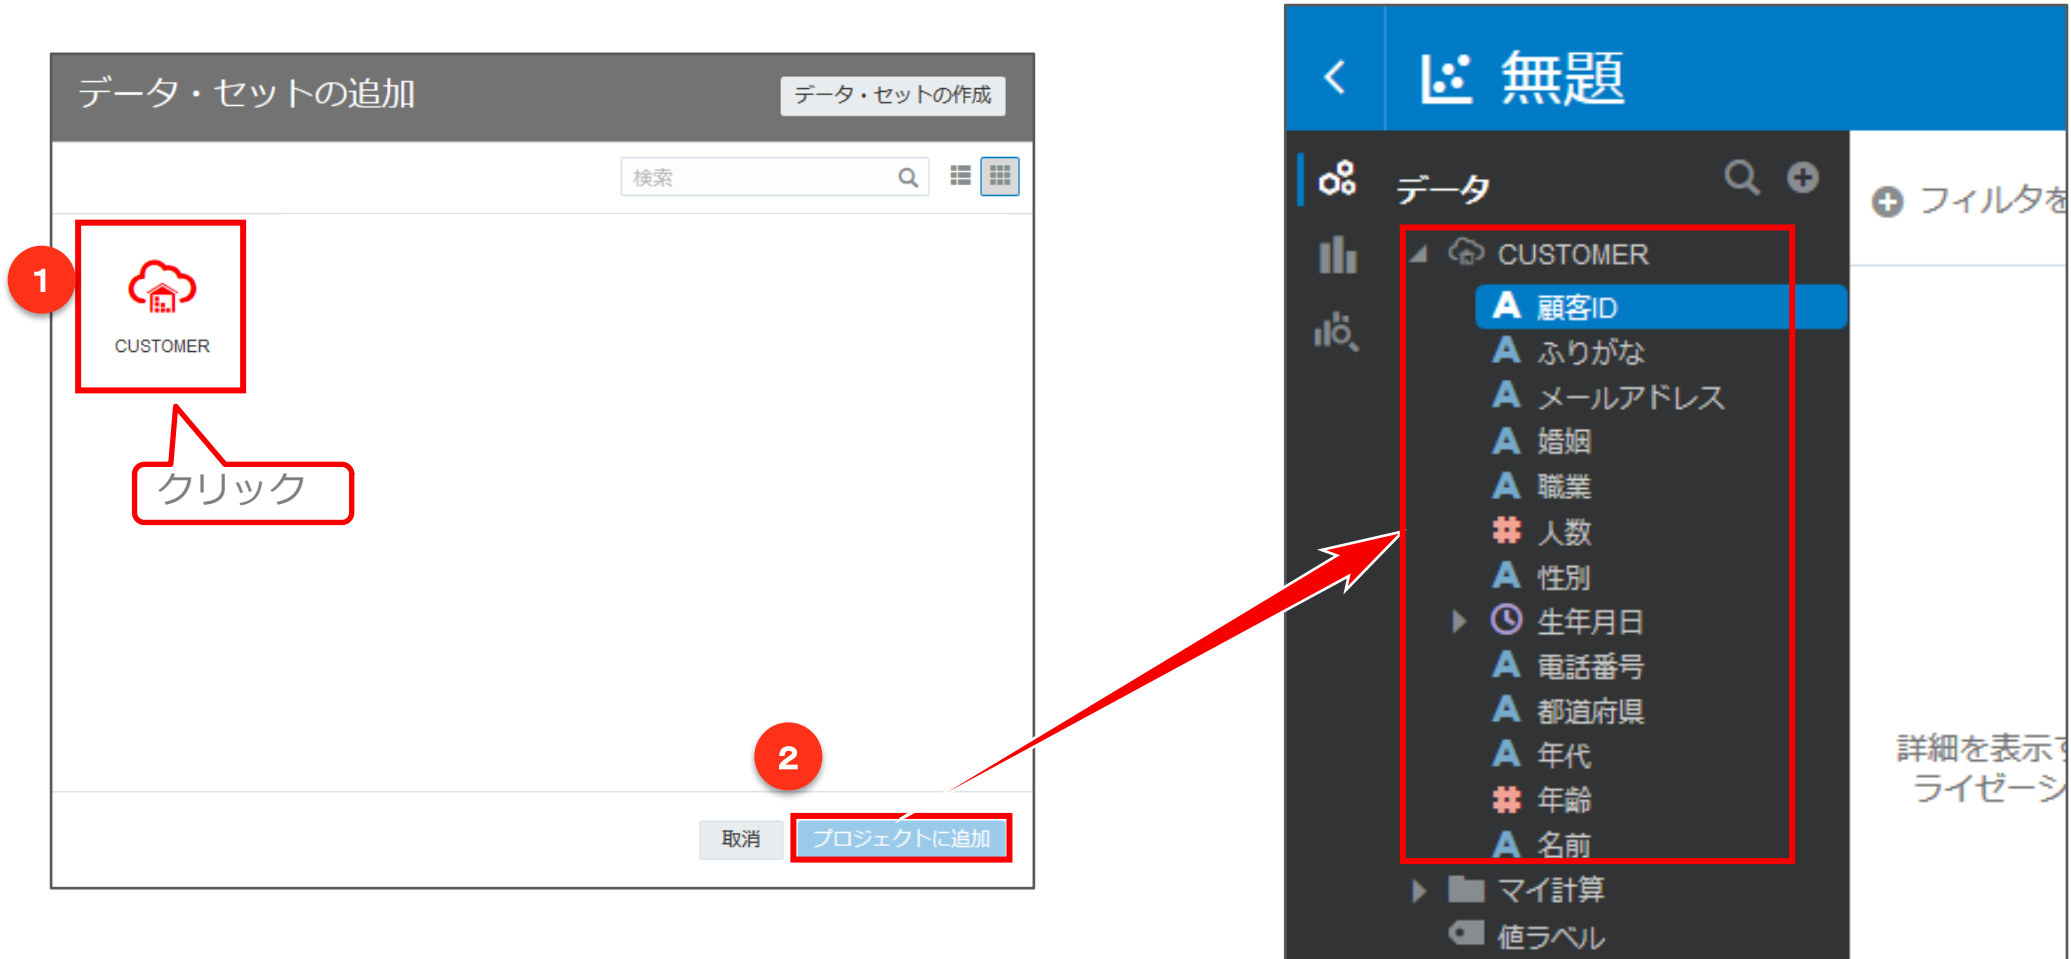 データ・セットの追加
データ・セットの作成
検索
1
CUSTOMER
クリック
2
取消
プロジェクトに追加
無題
データ
フィルタを
CUSTOMER
A 顧客ID
A ふりがな
A メールアドレス
A 婚姻
A 職業
# 人数
A 性別
生年月日
A 電話番号
A 都道府県
A 年代
# 年齢
A 名前
マイ計算
値ラベル
詳細を表示す
ライゼーシ